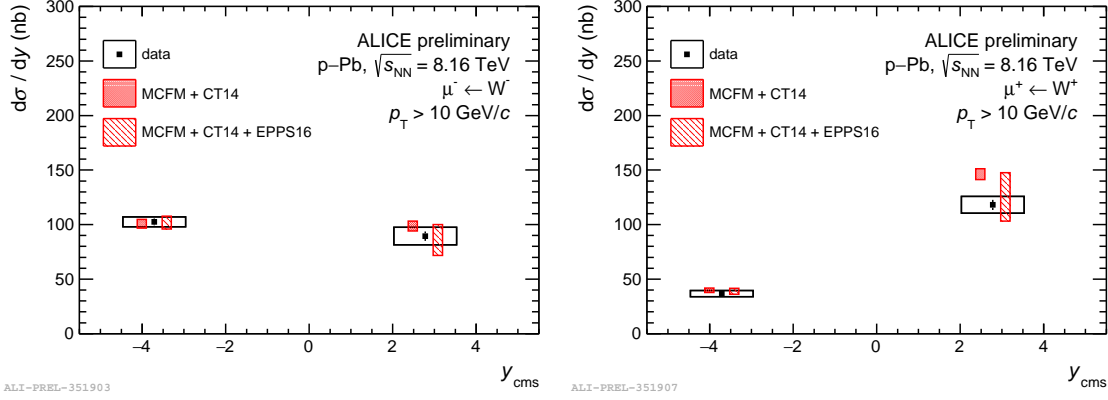 300
250
200
150
100
50
0
dσ / dy (nb)
data
MCFM + CT14
MCFM + CT14 + EPPS16
ALICE preliminary
p−Pb, √sNN = 8.16 TeV
μ- ← W-
pT > 10 GeV/c
−4 −2 0 2 4
ycms
ALI-PREL-351903
300
250
200
150
100
50
0
dσ / dy (nb)
data
MCFM + CT14
MCFM + CT14 + EPPS16
ALICE preliminary
p−Pb, √sNN = 8.16 TeV
μ+ ← W+
pT > 10 GeV/c
−4 −2 0 2 4
ycms
ALI-PREL-351907